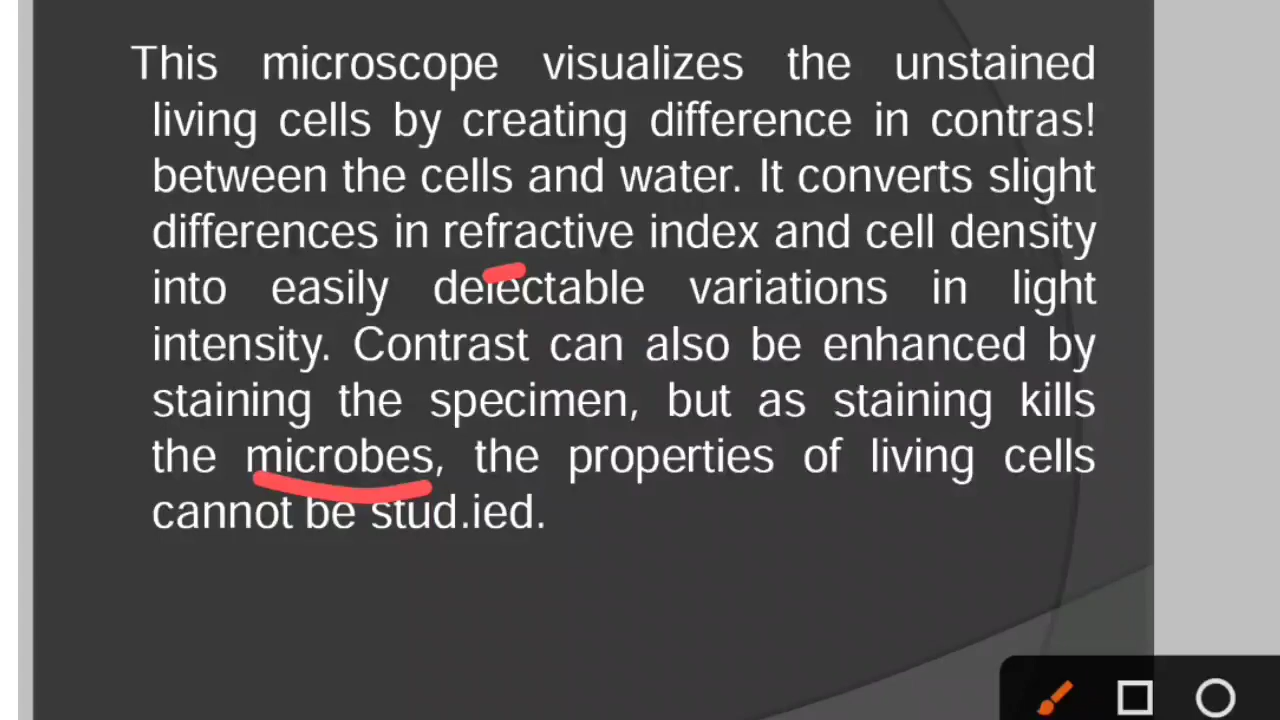 This microscope visualizes the unstained
living cells by creating difference in contras!
between the cells and water. It converts slight
differences in refractive index and cell density
into easily delectable variations in light
intensity. Contrast can also be enhanced by
staining the specimen, but as staining kills
the microbes, the properties of living cells
cannot be stud.ied.